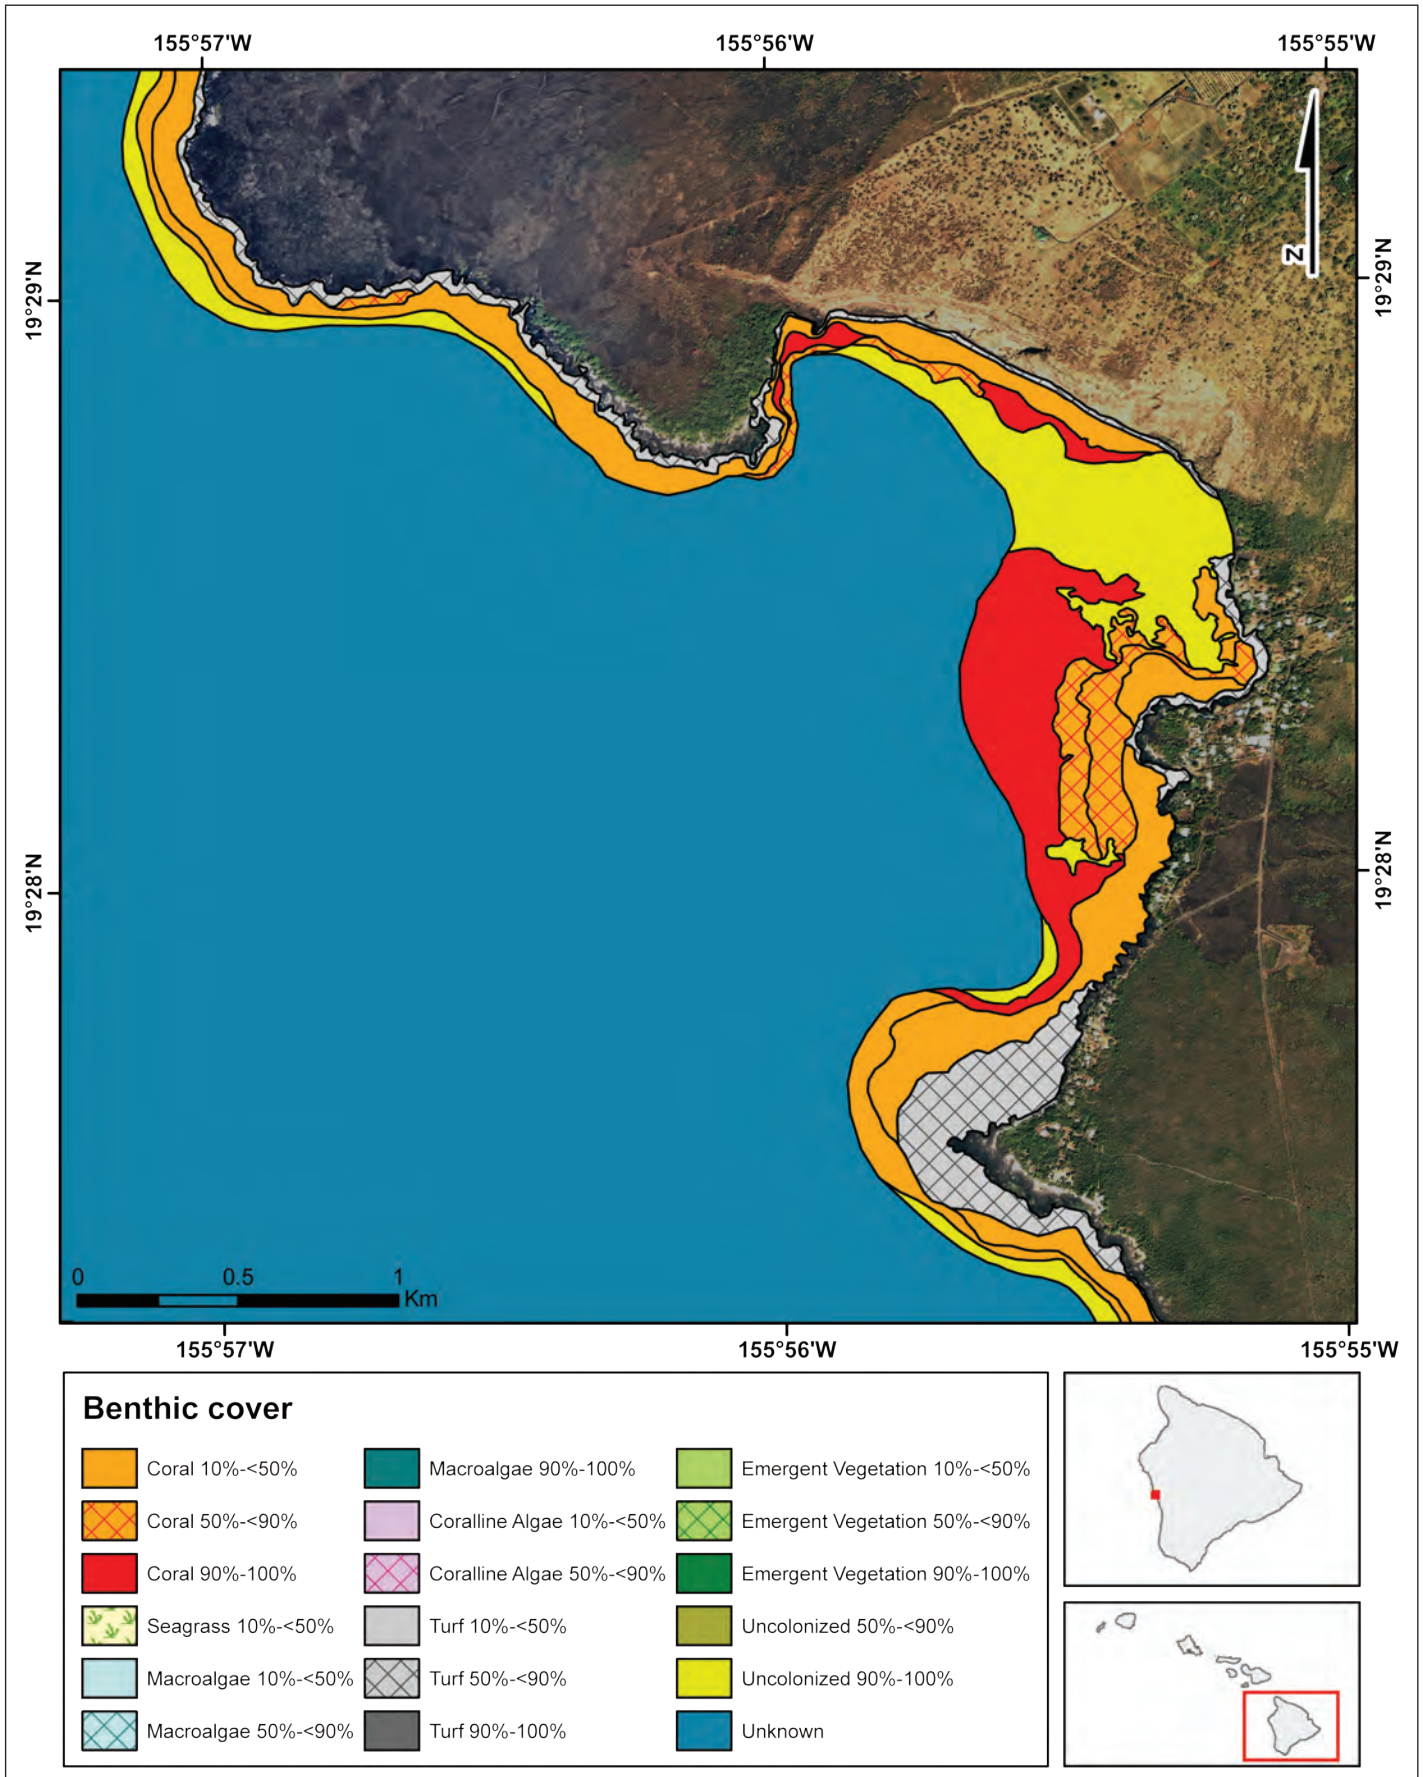 155°57'W 155°56'W 155°55'W
N
19°29'N 19°29'N
19°28'N 19°28'N
0 0.5 1
Km
155°57'W 155°56'W 155°55'W
Benthic cover
Coral 10%-<50%
Coral 50%-<90%
Coral 90%-100%
Seagrass 10%-<50%
Macroalgae 10%-<50%
Macroalgae 50%-<90%
Macroalgae 90%-100%
Coralline Algae 10%-<50%
Coralline Algae 50%-<90%
Turf 10%-<50%
Turf 50%-<90%
Turf 90%-100%
Emergent Vegetation 10%-<50%
Emergent Vegetation 50%-<90%
Emergent Vegetation 90%-100%
Uncolonized 50%-<90%
Uncolonized 90%-100%
Unknown